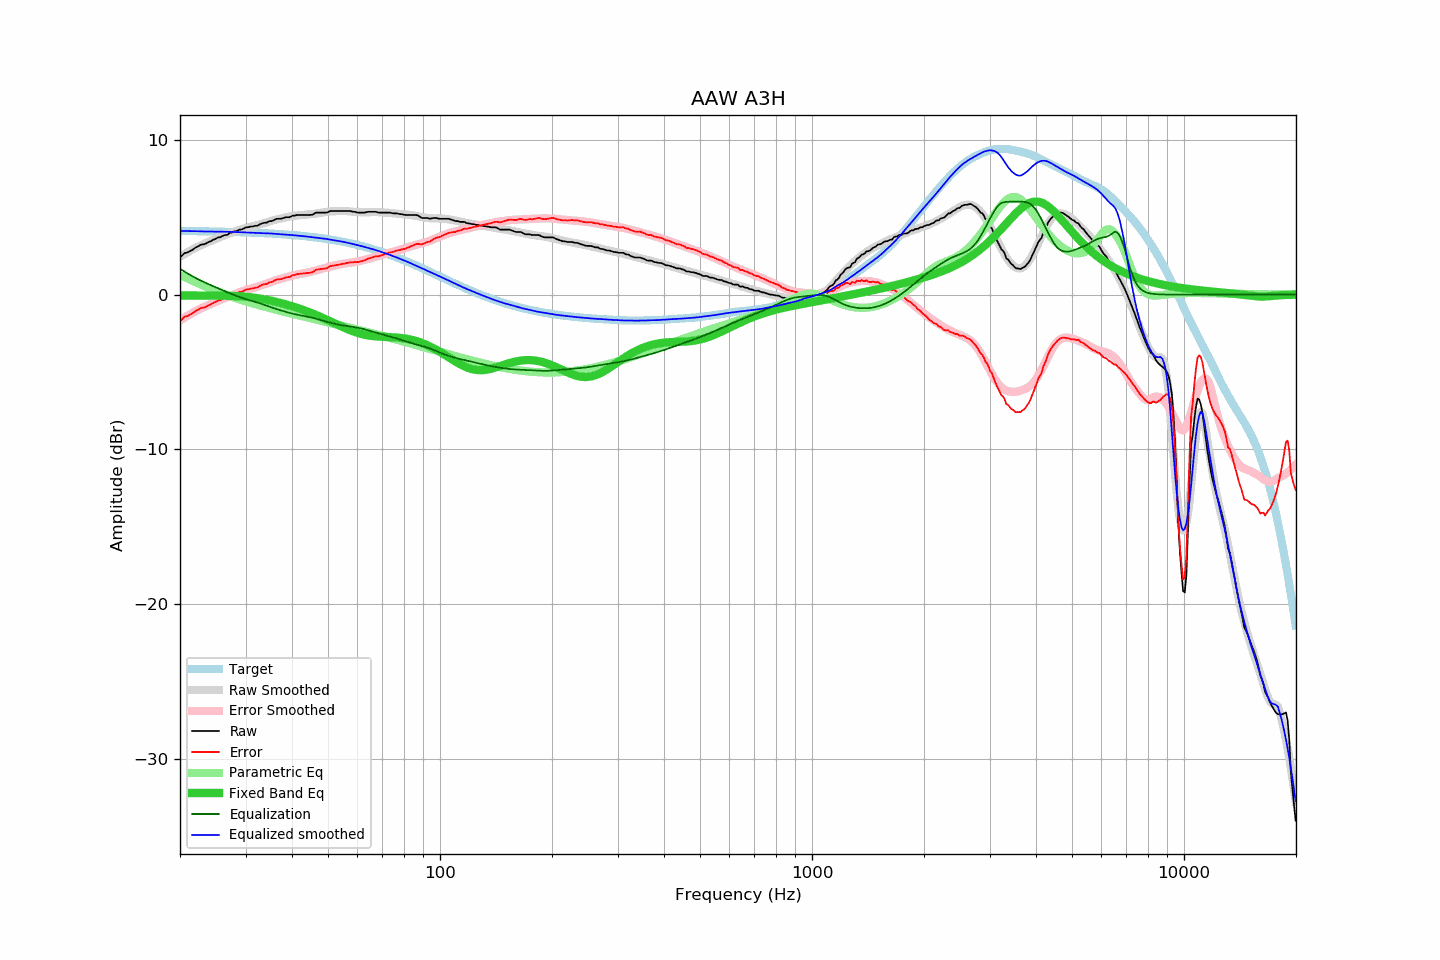 AAW A3H
10
0
−10
−20
−30
Amplitude (dBr)
Target
Raw Smoothed
Error Smoothed
Raw
Error
Parametric Eq
Fixed Band Eq
Equalization
Equalized smoothed
100
1000
10000
Frequency (Hz)